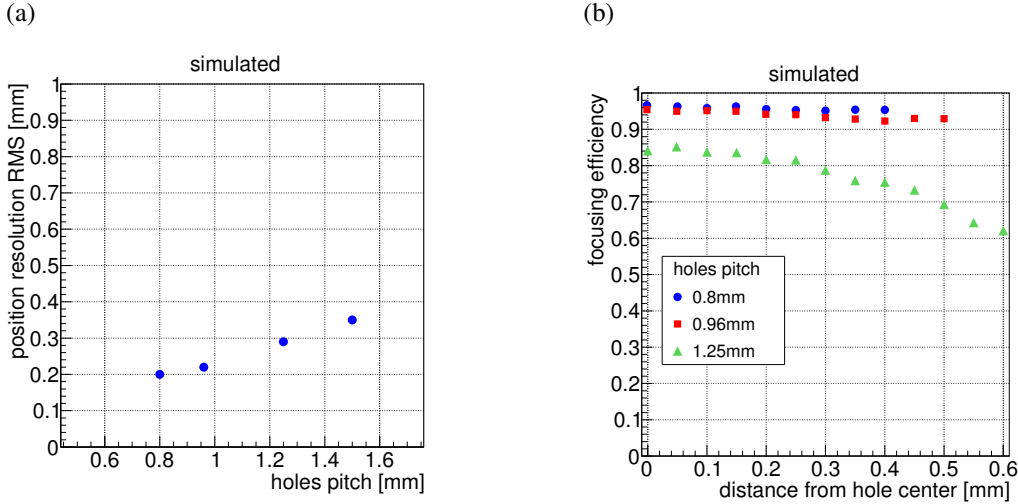 (a)
simulated
position resolution RMS [mm]
1
0.9
0.8
0.7
0.6
0.5
0.4
0.3
0.2
0.1
0
0.6 0.8 1 1.2 1.4 1.6
holes pitch [mm]
(b)
simulated
focusing efficiency
1
0.9
0.8
0.7
0.6
0.5
0.4
0.3
0.2
0.1
0
holes pitch
0.8mm
0.96mm
1.25mm
0 0.1 0.2 0.3 0.4 0.5 0.6
distance from hole center [mm]